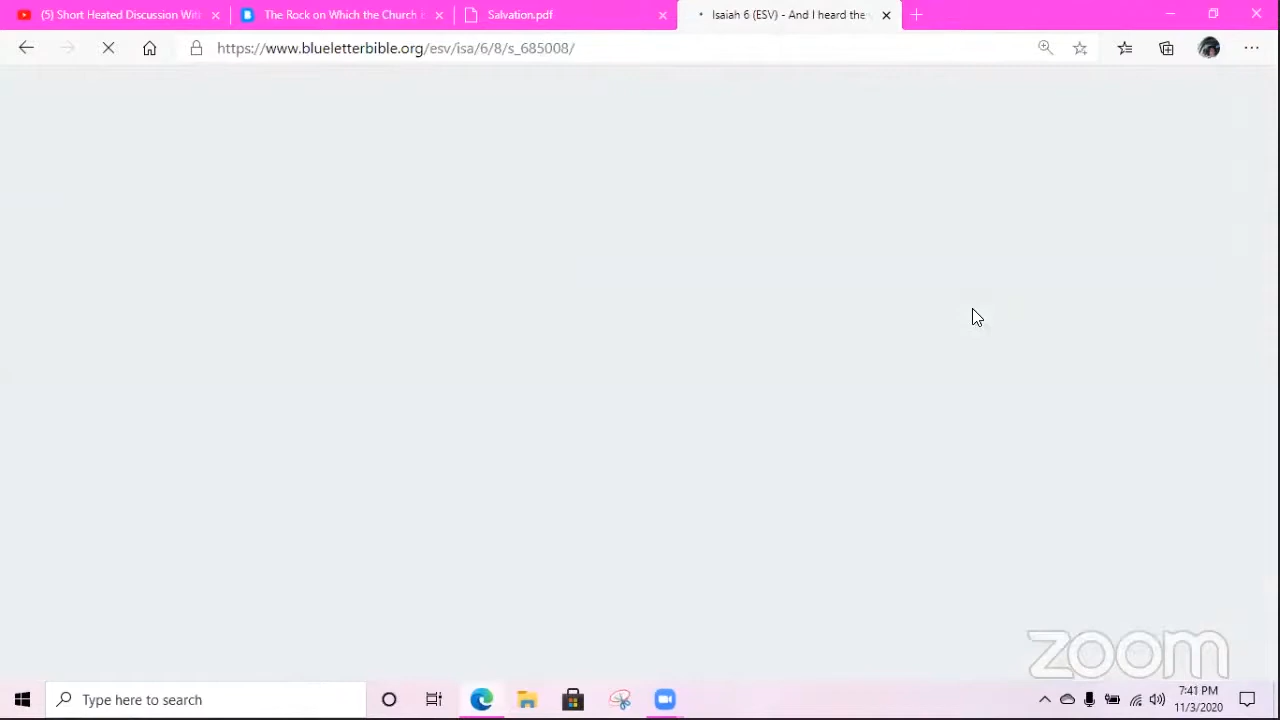 (5) Short Heated Discussion Wit
The Rock on Which the Church i
Salvation.pdf
Isaiah 6 (ESV) - And I heard the
https://www.blueletterbible.org/esv/isa/6/8/s_685008/
zoom
Type here to search
7:41 PM
11/3/2020